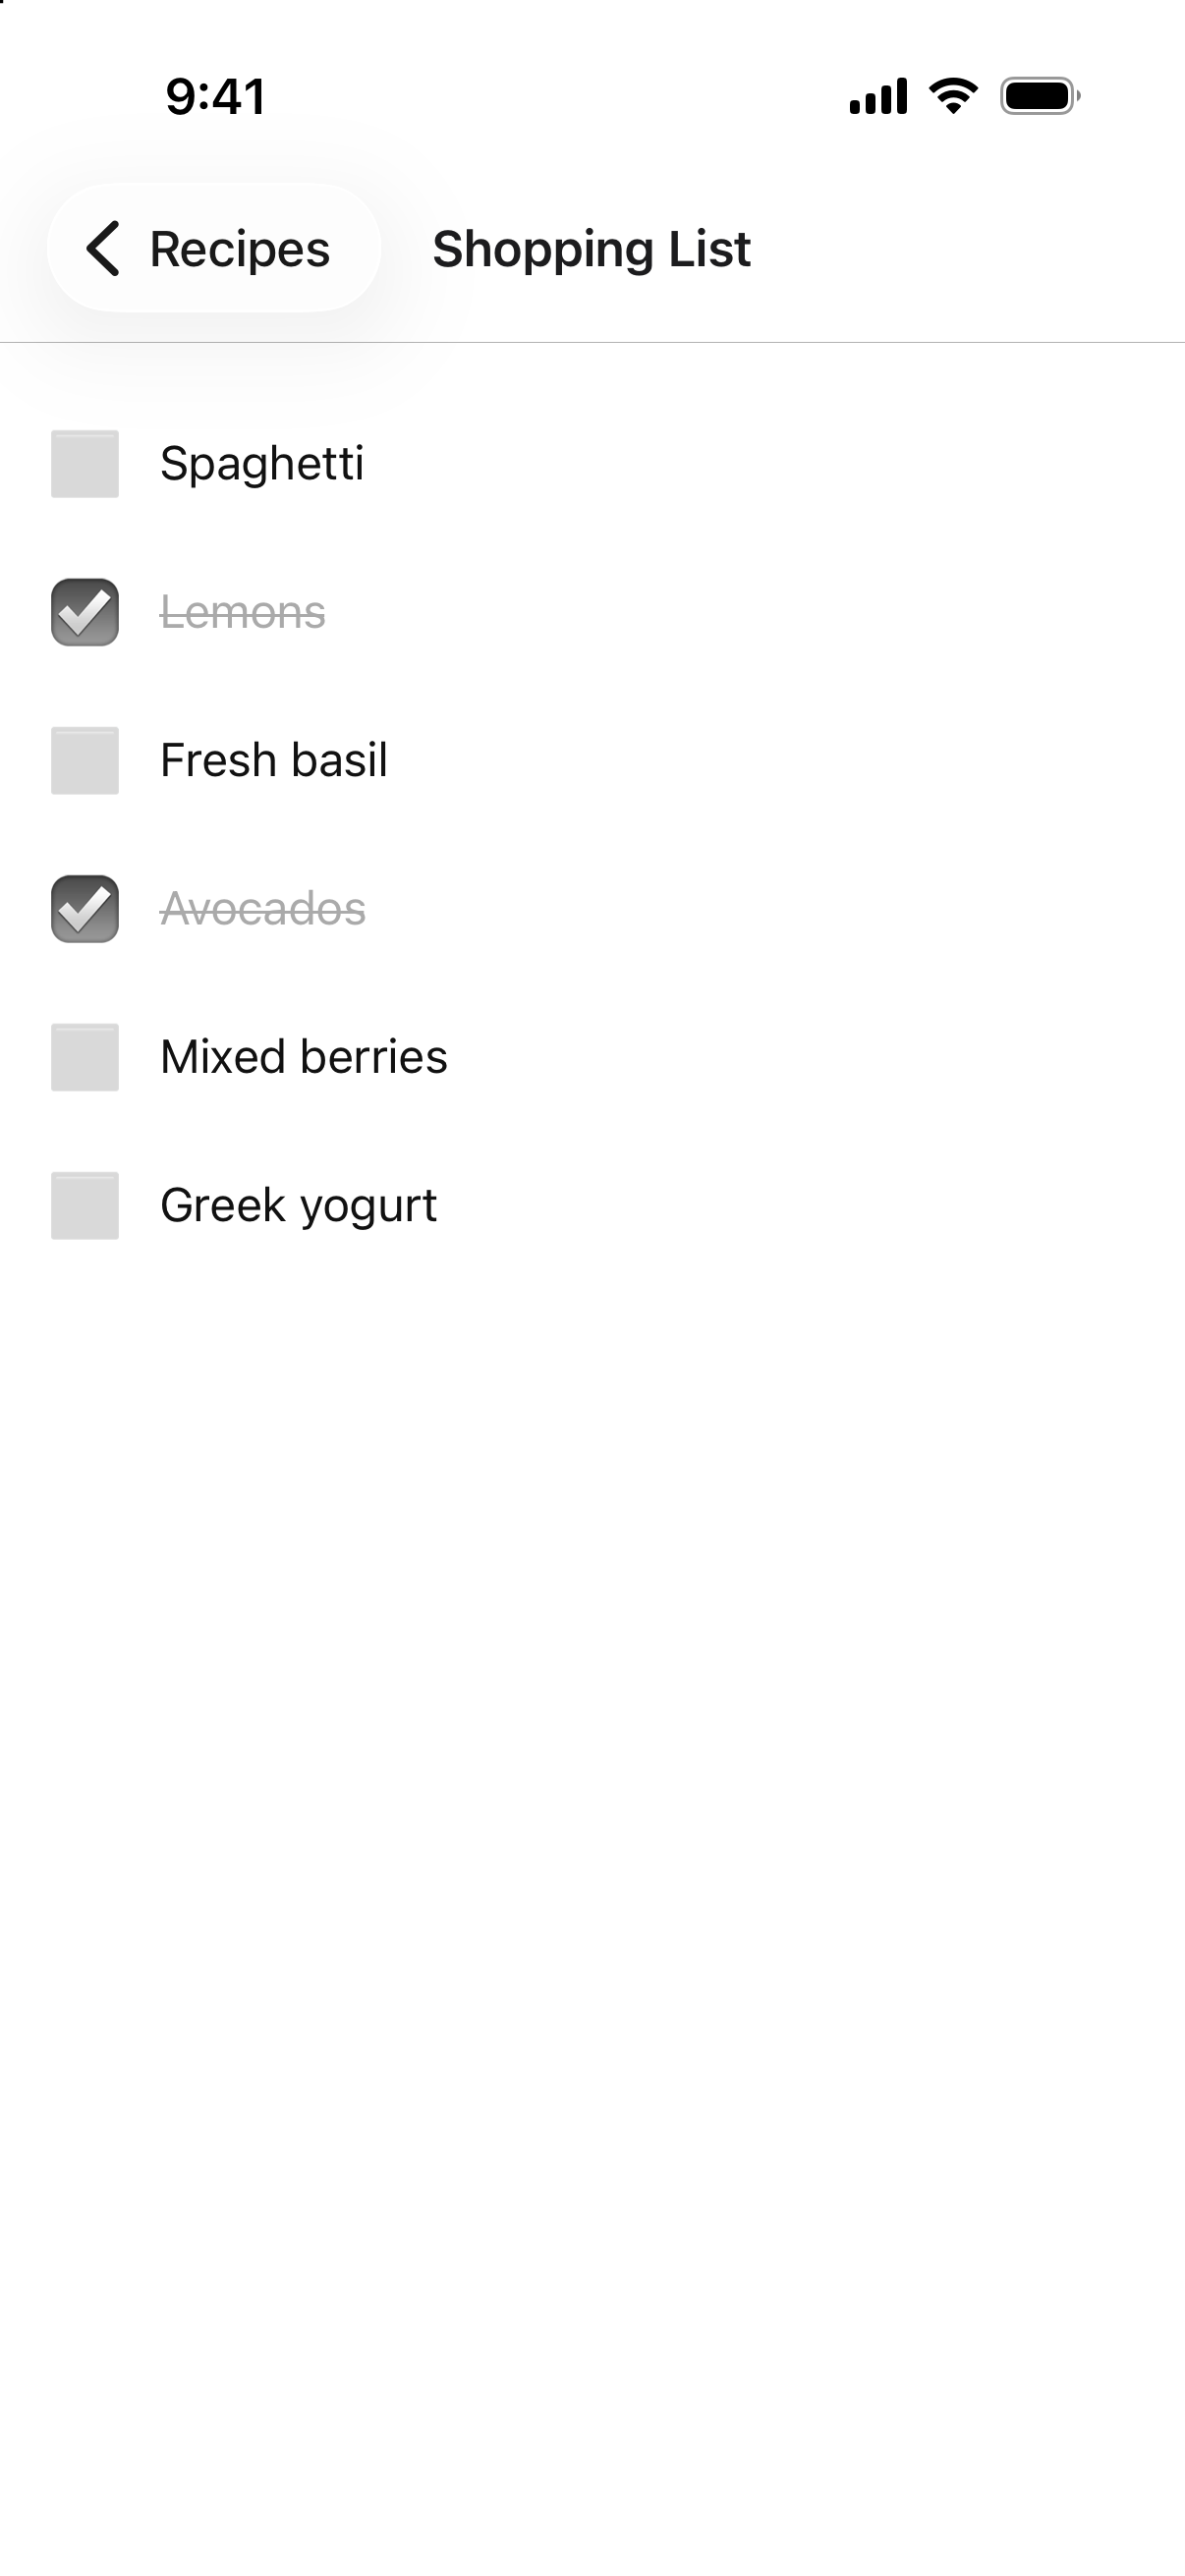 9:41
Recipes
Shopping List
Spaghetti
Lemons
Fresh basil
Avocados
Mixed berries
Greek yogurt